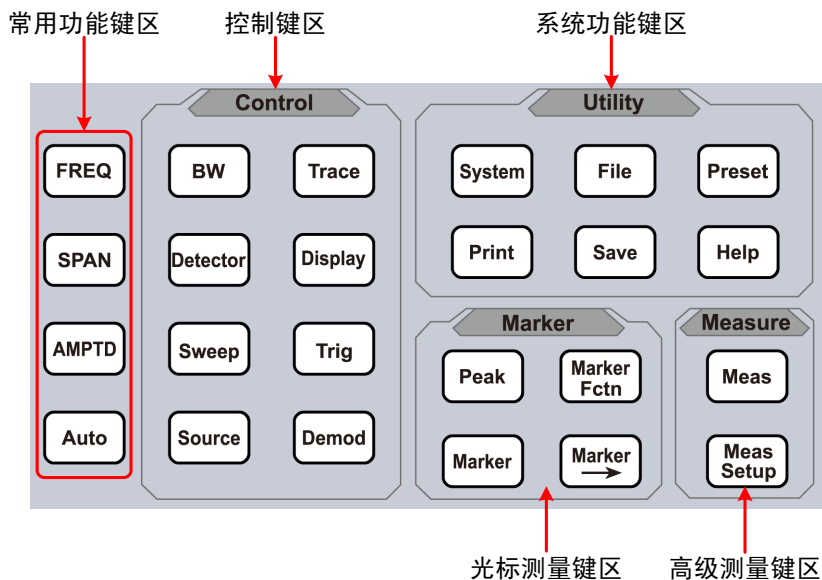 常用功能键区 控制键区 系统功能键区
Control Utility
FREQ BW Trace System File Preset
SPAN Detector Display Print Save Help
Marker Measure
AMPTD Sweep Trig Peak Marker Fctn Meas
Auto Source Demod Marker Marker → Meas Setup
光标测量键区 高级测量键区